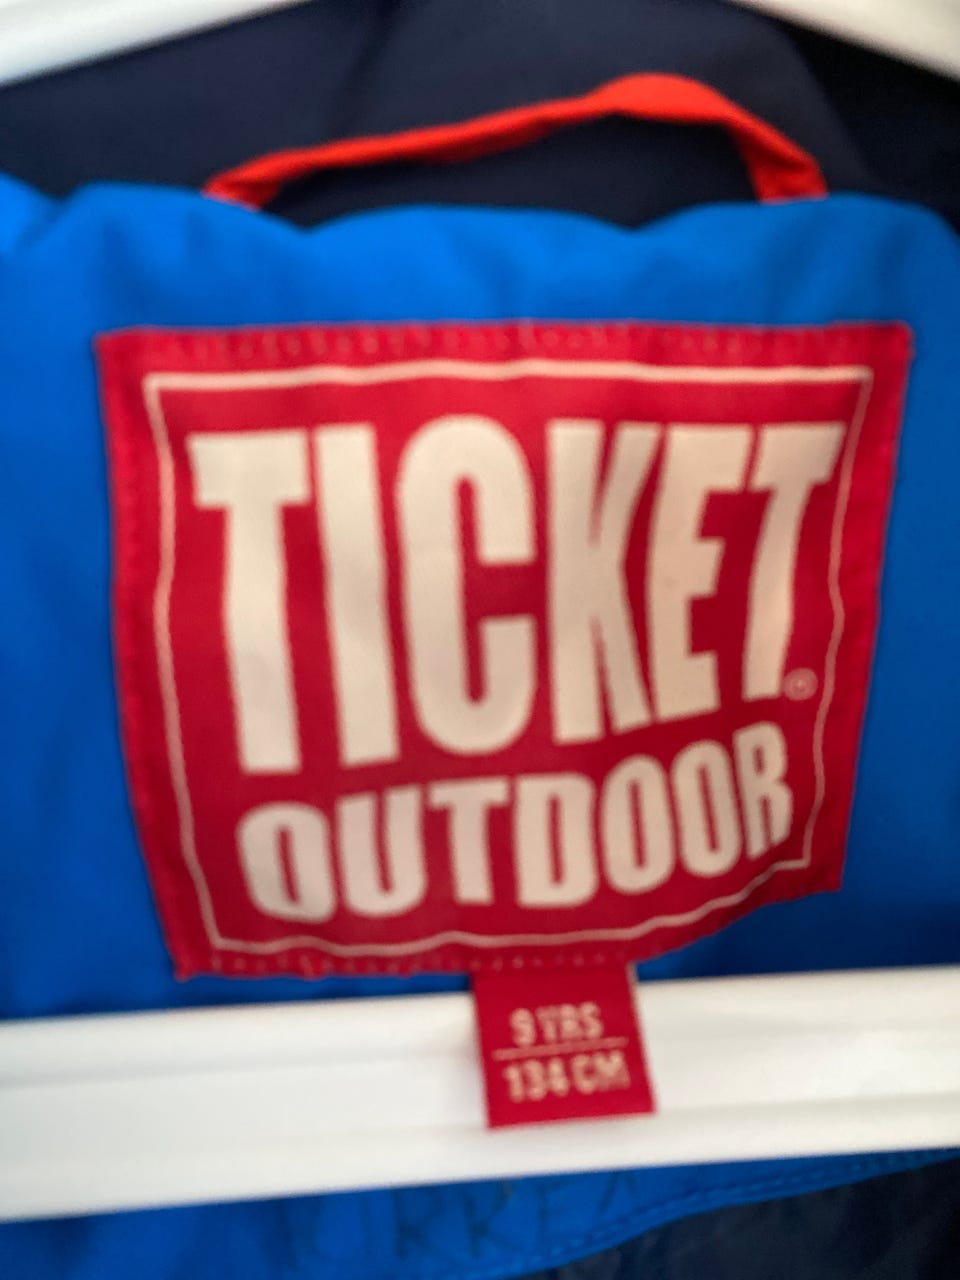 TICKET
OUTDOOR
9 YRS
134 CM